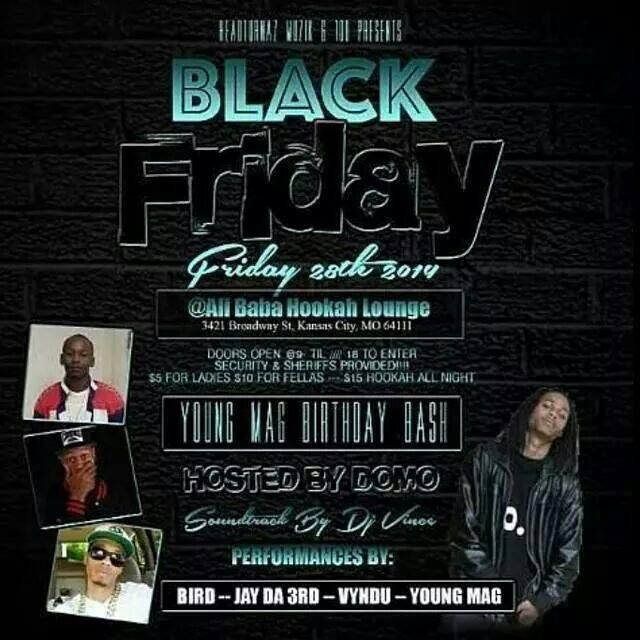 HEADTURNAZ MUZIK & 1DB PRESENTS
BLACK
Friday
Friday 28th 2014
@Ali Baba Hookah Lounge
3421 Broadway St, Kansas City, MO 64111
DOORS OPEN @9 TIL //// 18 TO ENTER
SECURITY & SHERIFFS PROVIDED!!!!
$5 FOR LADIES $10 FOR FELLAS --- $15 HOOKAH ALL NIGHT
YOUNG MAG BIRTHDAY BASH
HOSTED BY DOMO
Soundtrack By Dj Vince
PERFORMANCES BY:
BIRD -- JAY DA 3RD -- VYNDU -- YOUNG MAG